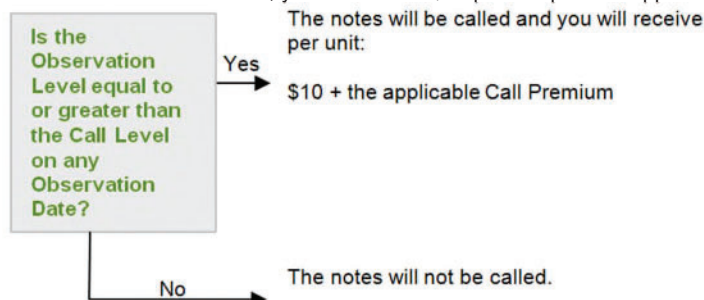 Is the
Observation
Level equal to
or greater than
the Call Level
on any
Observation
Date?
Yes
The notes will be called and you will receive
per unit:
$10 + the applicable Call Premium
No
The notes will not be called.